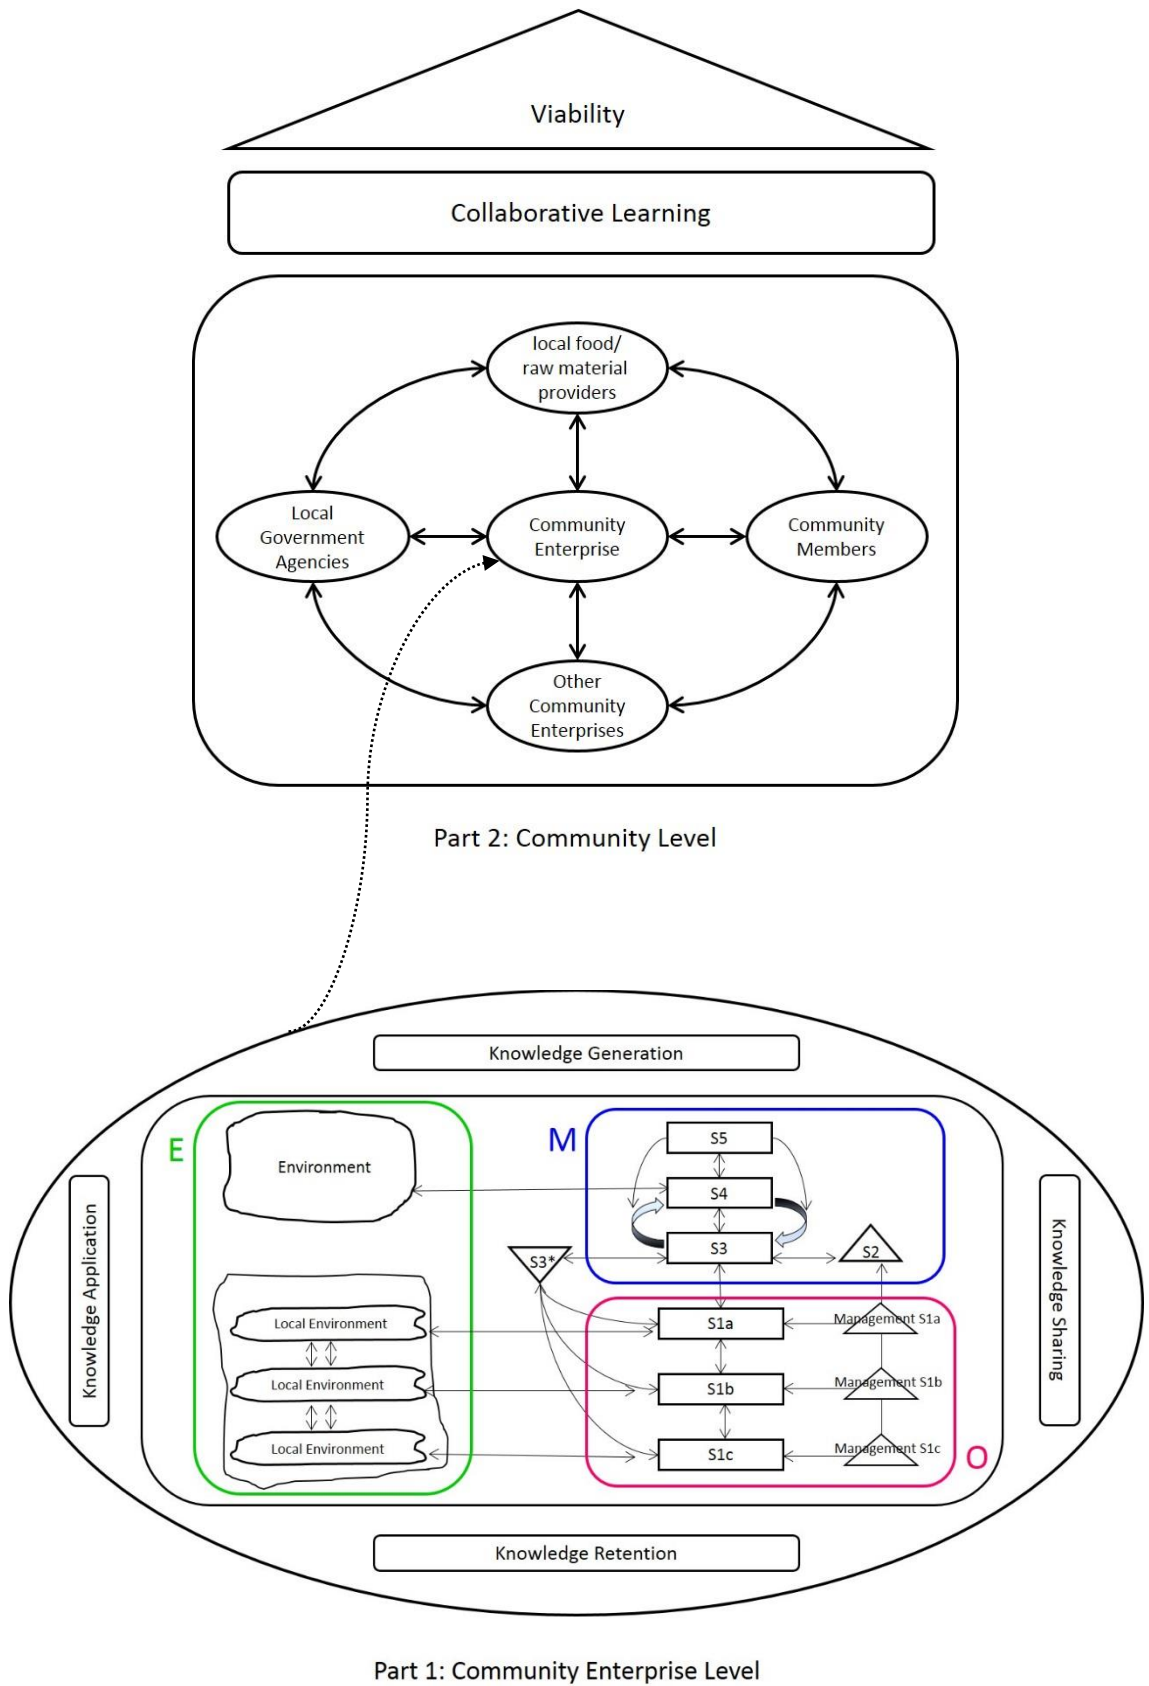 Viability
Collaborative Learning
local food/
raw material
providers
Local
Government
Agencies
Community
Enterprise
Community
Members
Other
Community
Enterprises
Part 2: Community Level
Knowledge Generation
E
M
Environment
S5
S4
S3
S3*
S2
Knowledge Application
Knowledge Sharing
Local Environment
S1a
Management S1a
Local Environment
S1b
Management S1b
Local Environment
S1c
Management S1c
O
Knowledge Retention
Part 1: Community Enterprise Level